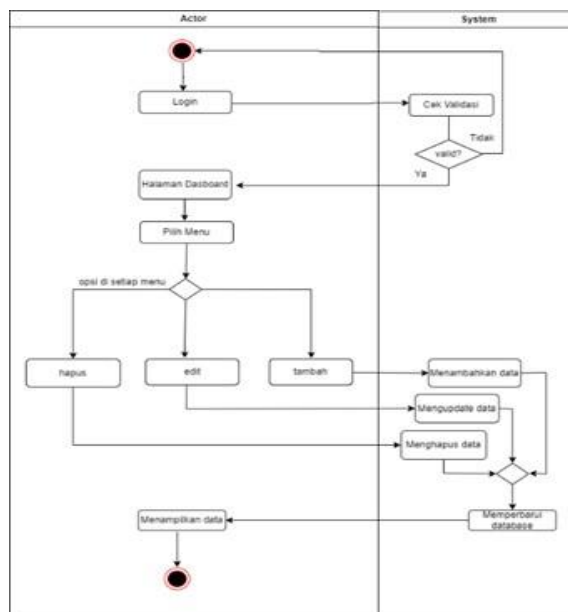 Actor
System
Login
Cek Validasi
Tidak
valid?
Ya
Halaman Dasboard
Pilih Menu
opsi di setiap menu
hapus
edit
tambah
Menambahkan data
Mengupdate data
Menghapus data
Menampilkan data
Memperbarui
database